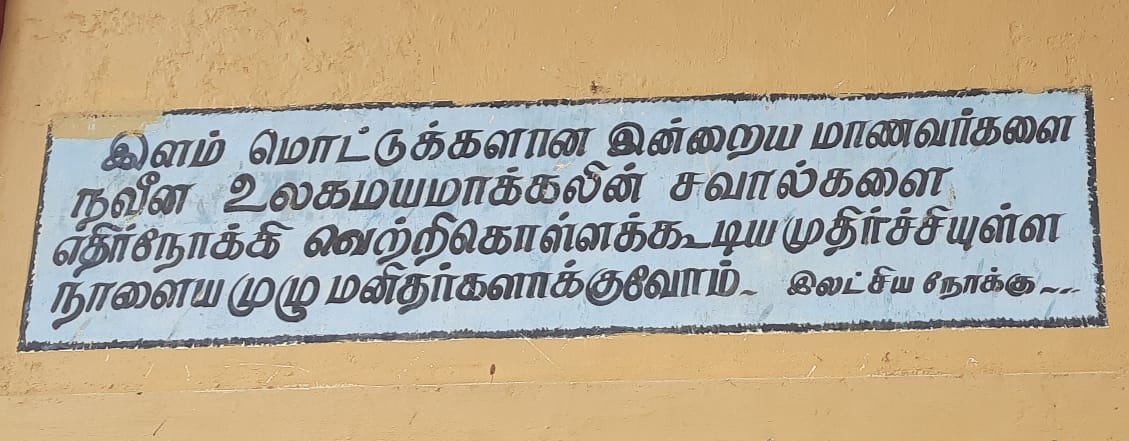 இளம் மொட்டுக்களான இன்றைய மாணவர்களை
நவீன உலகமயமாக்கலின் சவால்களை
எதிர்நோக்கி வெற்றிகொள்ளக்கூடிய முதிர்ச்சியுள்ள
நாளைய முழு மனிதர்களாக்குவோம். இலட்சிய நோக்கு ~...